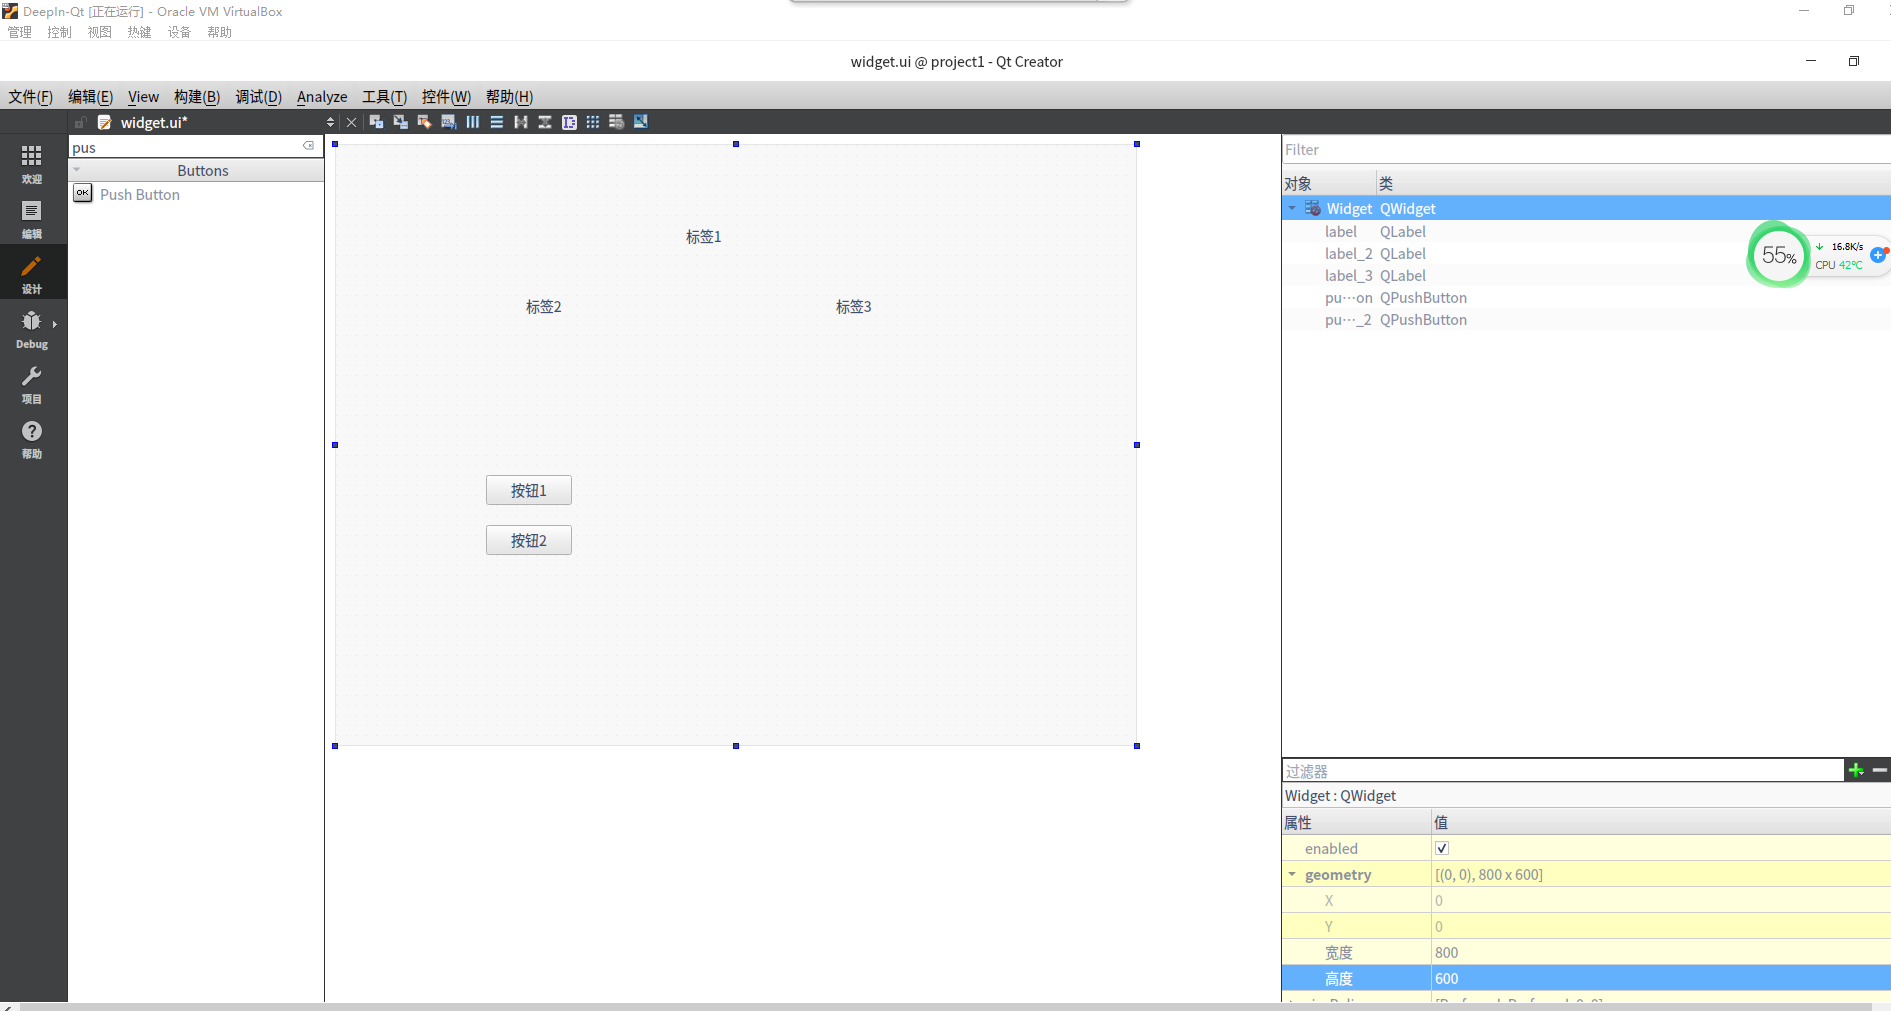 DeepIn-Qt [正在运行] - Oracle VM VirtualBox
管理 控制 视图 热键 设备 帮助
widget.ui @ project1 - Qt Creator
文件(F) 编辑(E) View 构建(B) 调试(D) Analyze 工具(T) 控件(W) 帮助(H)
widget.ui*
欢迎
编辑
设计
Debug
项目
帮助
pus
Buttons
OK Push Button
标签1
标签2 标签3
按钮1
按钮2
Filter
对象 类
Widget QWidget
label QLabel
label_2 QLabel
label_3 QLabel
pu…on QPushButton
pu…_2 QPushButton
55%
16.8K/s
CPU 42℃
过滤器
Widget : QWidget
属性 值
enabled
geometry [(0, 0), 800 x 600]
X 0
Y 0
宽度 800
高度 600